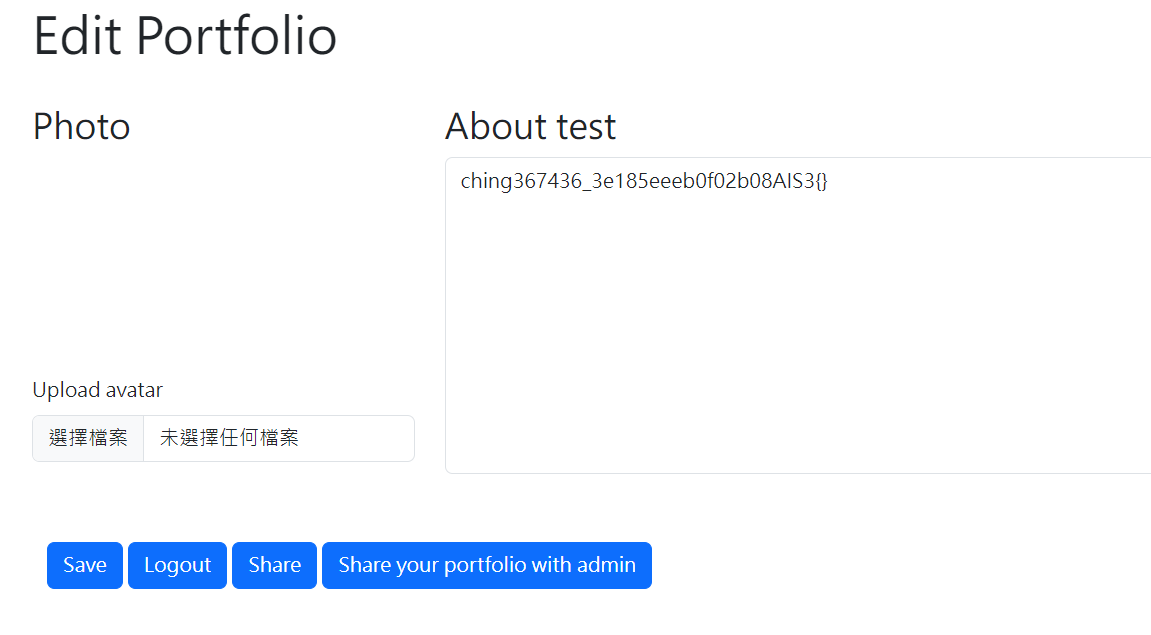 Edit Portfolio
Photo
About test
ching367436_3e185eeeb0f02b08AIS3{}
Upload avatar
選擇檔案 未選擇任何檔案
Save Logout Share Share your portfolio with admin